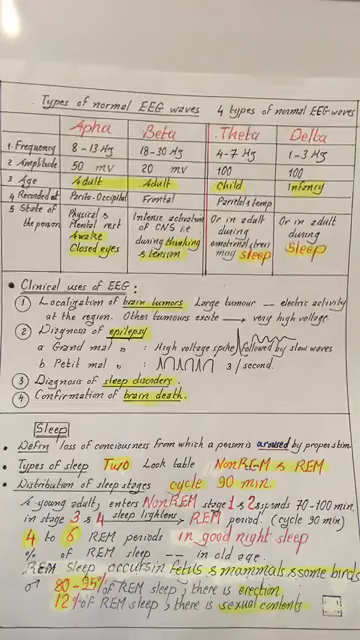 Types of normal EEG waves 4 types of normal EEG waves
Apha Beta Theta Delta
1 Frequency 8-13 Hz 18-30 Hz 4-7 Hz 1-3 Hz
2 Amplitude 50 mv 20 mv 100 100
3 Age Adult Adult Child Infancy
4 Recorded at Parito-Occipital Frontal Parietal & temp
5 State of the person Physical & Mental rest Awake Closed eyes Intense activation of CNS i.e during thinking & tension Or in adult during emotional stress may sleep Or in adult during Sleep
• Clinical uses of EEG :
① Localization of brain tumors. Large tumour — electric activity
at the region. Other tumours excite → very high voltage.
② Diagnosis of epilepsy
a Grand mal " : High voltage spike followed by slow waves
b Petit mal " : 3 / second.
③ Diagnosis of sleep disorders.
④ Confirmation of brain death.
Sleep
• Defin loss of conciousness from which a person is aroused by proper stim.
• Types of sleep Two Look table NonREM & REM
• Distribution of sleep stages cycle 90 min.
A young adult, enters NonREM stage 1 & 2 spends 70-100 min.
in stage 3 & 4 sleep lightens, REM period. (cycle 90 min)
4 to 6 REM periods in good night sleep
% of REM sleep -- in old age.
REM sleep occurs in fetus & mammals & some birds
of REM sleep, there is erection
12% of REM sleep, there is sexual contents